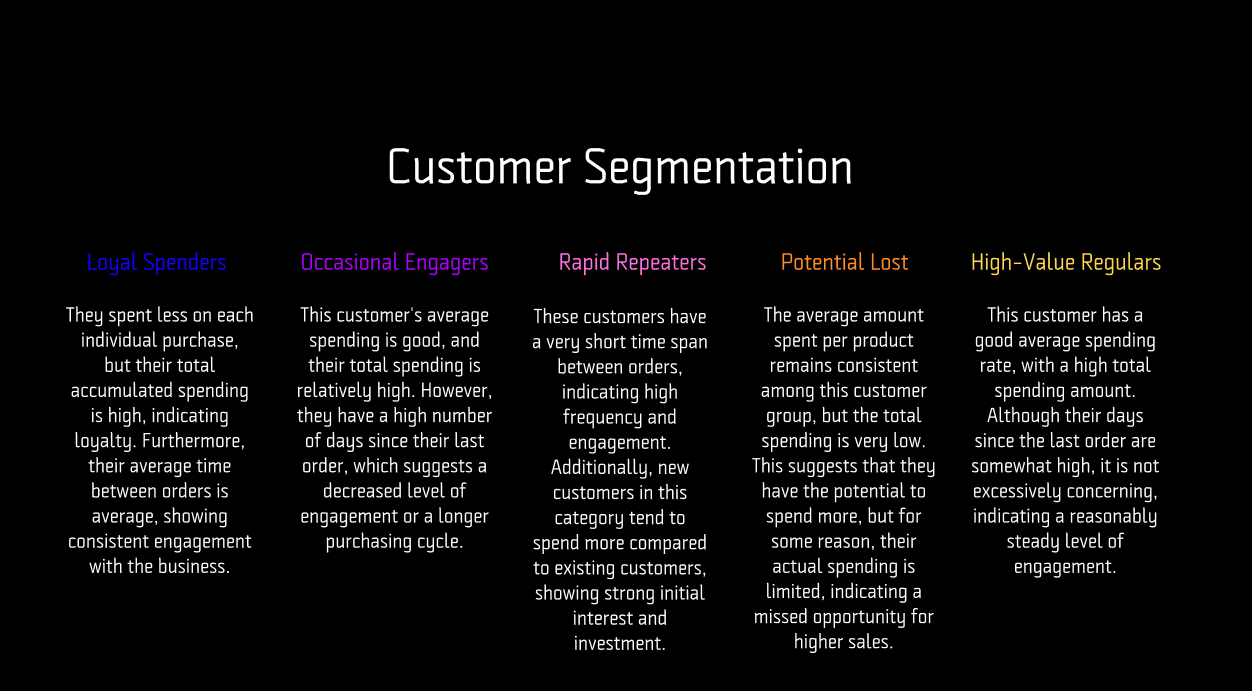 Customer Segmentation
Loyal Spenders
They spent less on each
individual purchase,
but their total
accumulated spending
is high, indicating
loyalty. Furthermore,
their average time
between orders is
average, showing
consistent engagement
with the business.
Occasional Engagers
This customer's average
spending is good, and
their total spending is
relatively high. However,
they have a high number
of days since their last
order, which suggests a
decreased level of
engagement or a longer
purchasing cycle.
Rapid Repeaters
These customers have
a very short time span
between orders,
indicating high
frequency and
engagement.
Additionally, new
customers in this
category tend to
spend more compared
to existing customers,
showing strong initial
interest and
investment.
Potential Lost
The average amount
spent per product
remains consistent
among this customer
group, but the total
spending is very low.
This suggests that they
have the potential to
spend more, but for
some reason, their
actual spending is
limited, indicating a
missed opportunity for
higher sales.
High-Value Regulars
This customer has a
good average spending
rate, with a high total
spending amount.
Although their days
since the last order are
somewhat high, it is not
excessively concerning,
indicating a reasonably
steady level of
engagement.